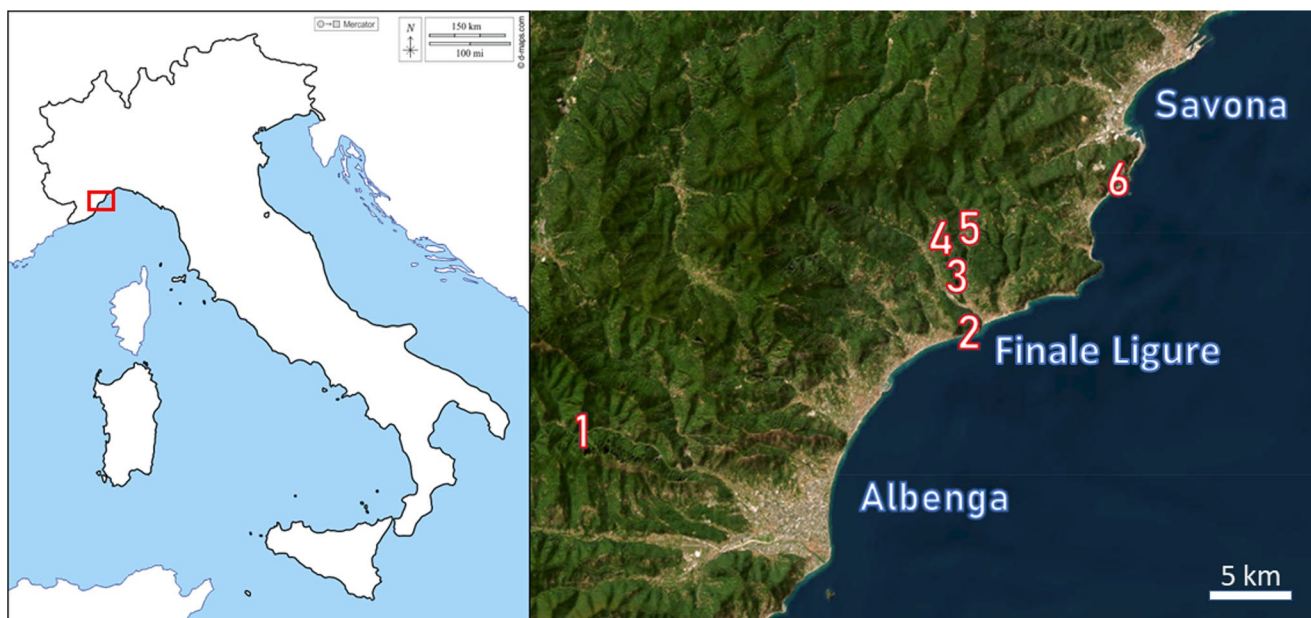 Mercator
N
150 km
100 mi
© d-maps.com
Savona
6
5
4
3
2
Finale Ligure
1
Albenga
5 km